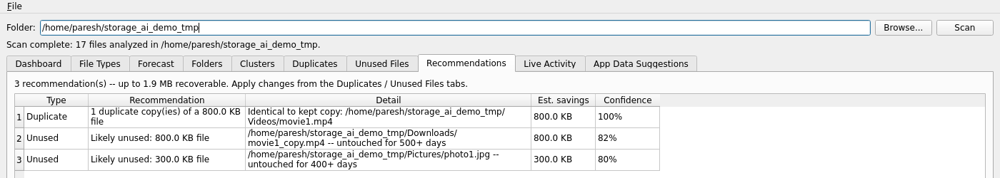 File
Folder: /home/paresh/storage_ai_demo_tmp Browse... Scan
Scan complete: 17 files analyzed in /home/paresh/storage_ai_demo_tmp.
Dashboard File Types Forecast Folders Clusters Duplicates Unused Files Recommendations Live Activity App Data Suggestions
3 recommendation(s) -- up to 1.9 MB recoverable. Apply changes from the Duplicates / Unused Files tabs.
Type Recommendation Detail Est. savings Confidence
1 Duplicate 1 duplicate copy(ies) of a 800.0 KB file Identical to kept copy: /home/paresh/storage_ai_demo_tmp/Videos/movie1.mp4 800.0 KB 100%
2 Unused Likely unused: 800.0 KB file /home/paresh/storage_ai_demo_tmp/Downloads/movie1_copy.mp4 -- untouched for 500+ days 800.0 KB 82%
3 Unused Likely unused: 300.0 KB file /home/paresh/storage_ai_demo_tmp/Pictures/photo1.jpg -- untouched for 400+ days 300.0 KB 80%